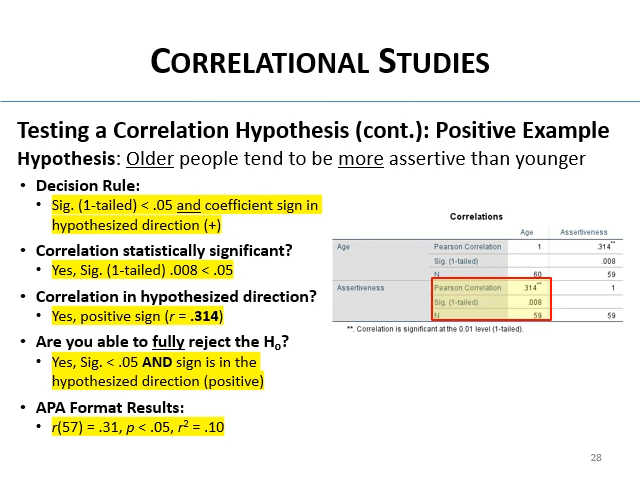 CORRELATIONAL STUDIES
Testing a Correlation Hypothesis (cont.): Positive Example
Hypothesis: Older people tend to be more assertive than younger
• Decision Rule:
• Sig. (1-tailed) < .05 and coefficient sign in
hypothesized direction (+)
• Correlation statistically significant?
• Yes, Sig. (1-tailed) .008 < .05
• Correlation in hypothesized direction?
• Yes, positive sign (r = .314)
• Are you able to fully reject the H₀?
• Yes, Sig. < .05 AND sign is in the
hypothesized direction (positive)
• APA Format Results:
• r(57) = .31, p < .05, r² = .10
Correlations
Age Assertiveness
Age Pearson Correlation 1 .314**
Sig. (1-tailed) .008
N 60 59
Assertiveness Pearson Correlation .314** 1
Sig. (1-tailed) .008
N 59 59
**. Correlation is significant at the 0.01 level (1-tailed).
28